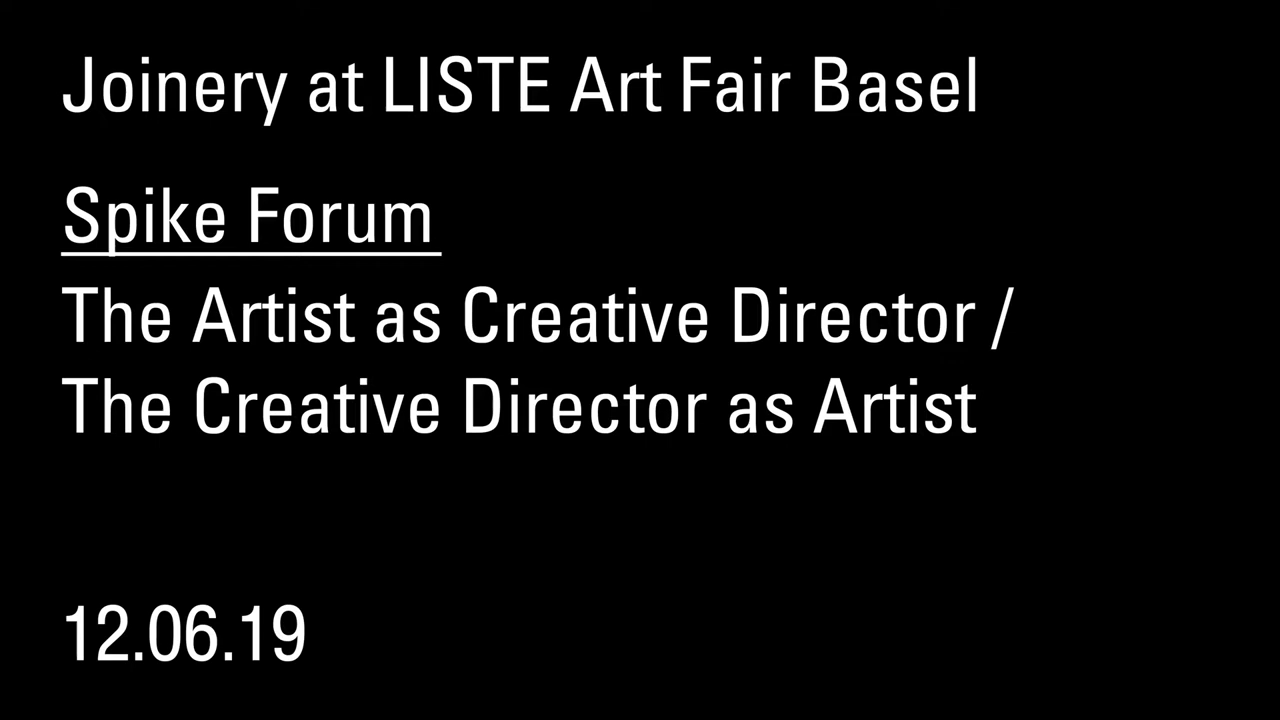 Joinery at LISTE Art Fair Basel
Spike Forum
The Artist as Creative Director /
The Creative Director as Artist
12.06.19